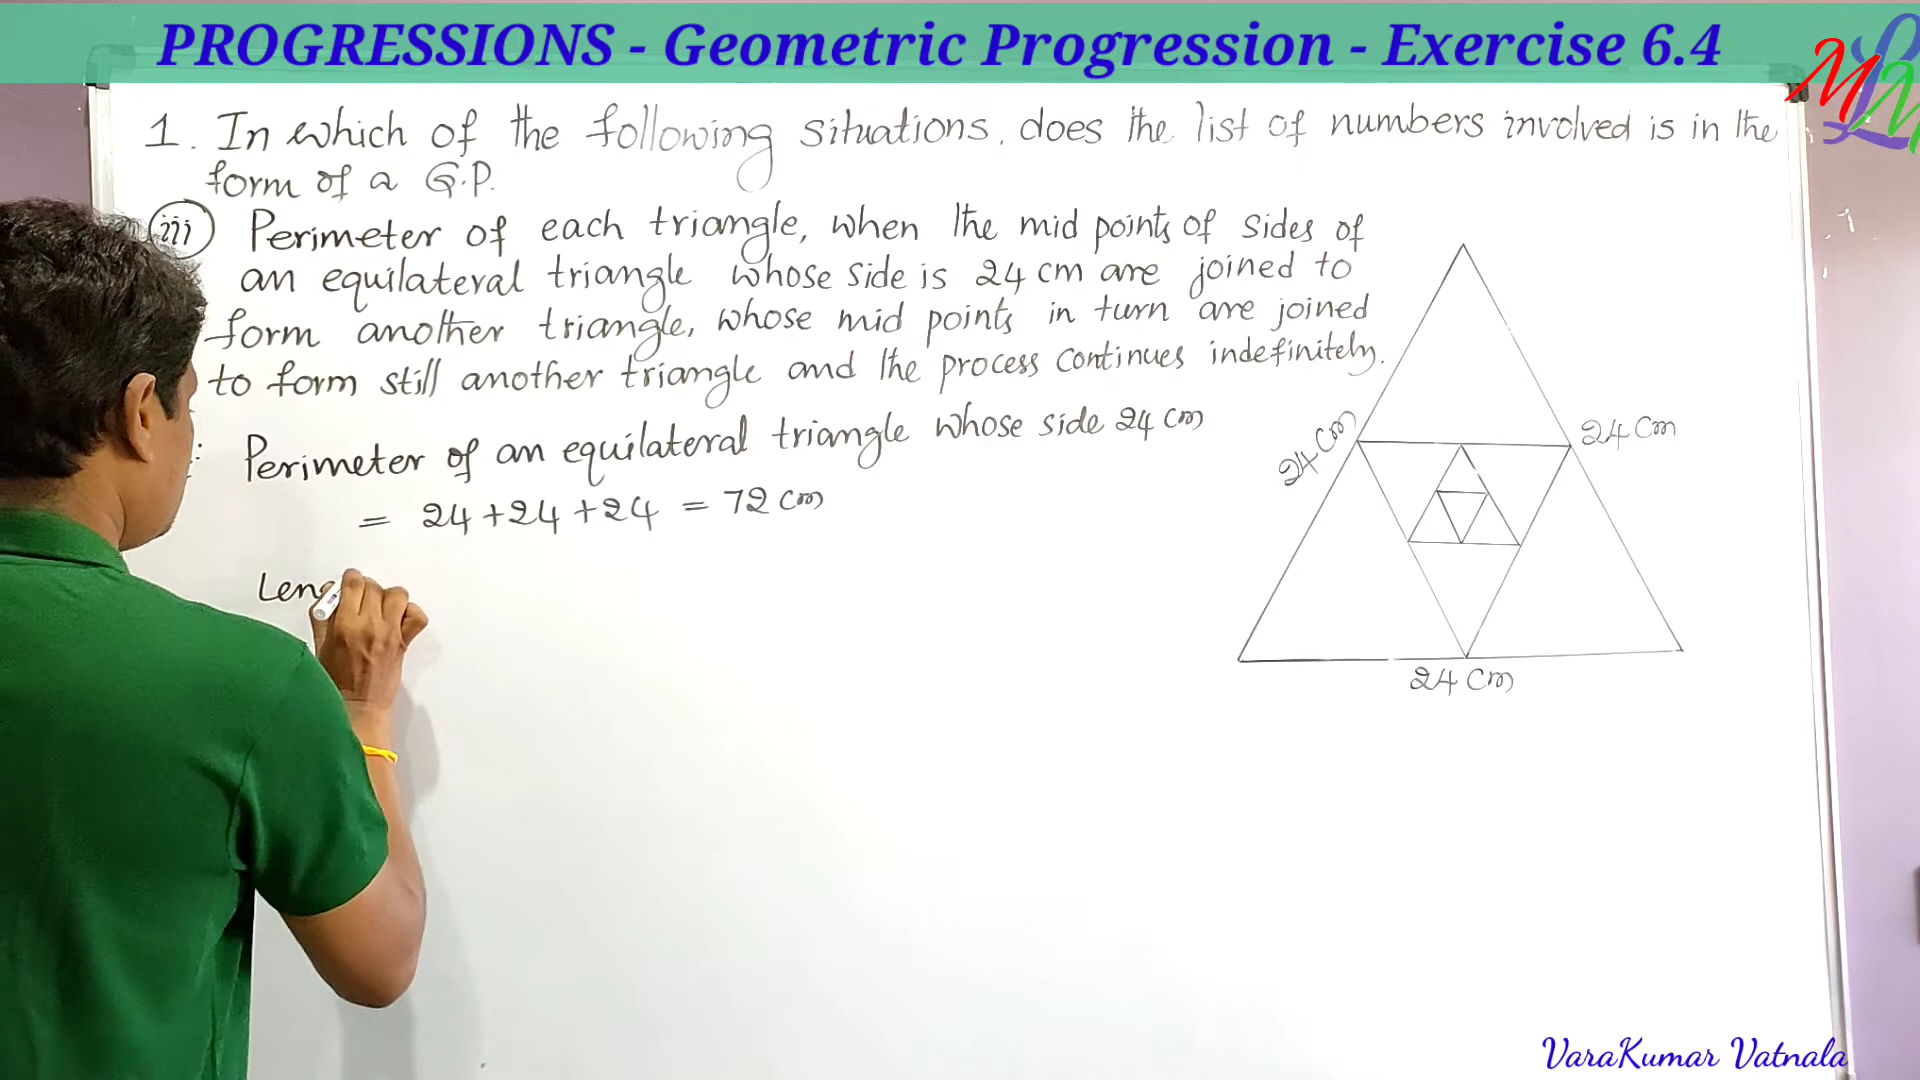 PROGRESSIONS - Geometric Progression - Exercise 6.4
MLM
1. In which of the following situations, does the list of numbers involved is in the
form of a G.P.
iii) Perimeter of each triangle, when the mid points of sides of
an equilateral triangle whose side is 24 cm are joined to
form another triangle, whose mid points in turn are joined
to form still another triangle and the process continues indefinitely.
: Perimeter of an equilateral triangle whose side 24 cm
= 24 + 24 + 24 = 72 cm
Leng
24 cm
24 cm
24 cm
VaraKumar Vatnala